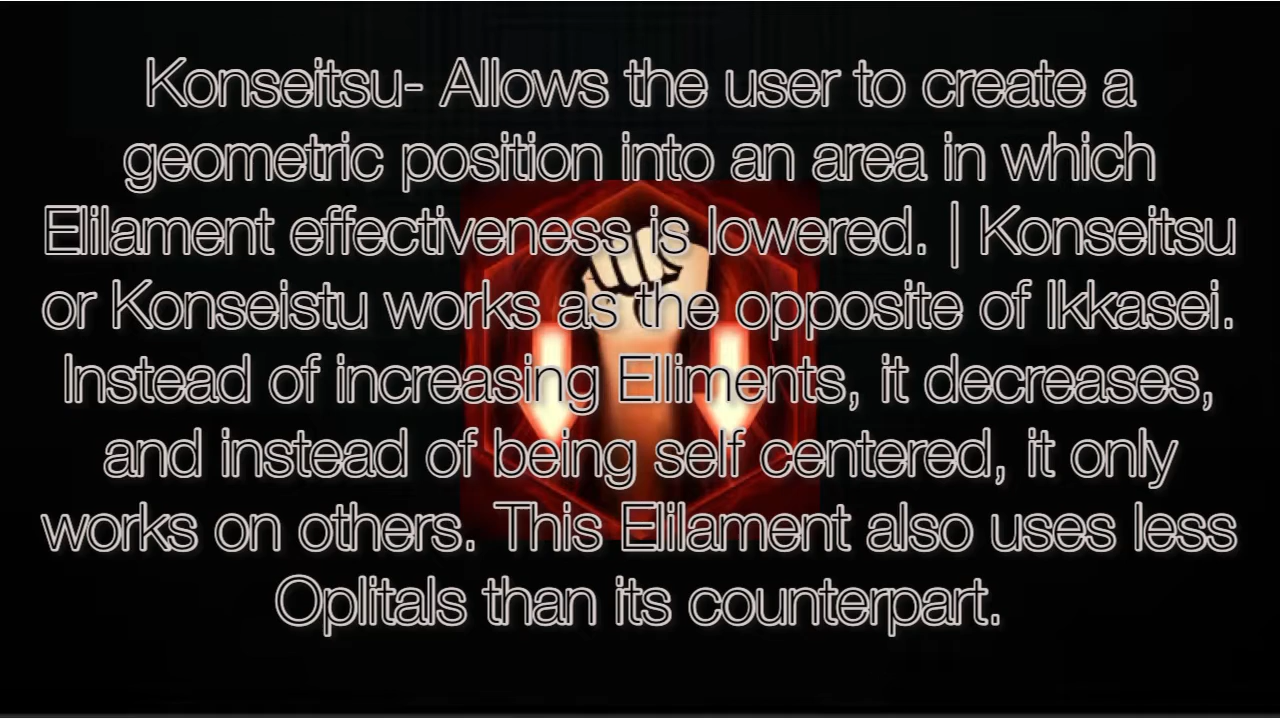 Konseitsu- Allows the user to create a
geometric position into an area in which
Elilament effectiveness is lowered. | Konseitsu
or Konseistu works as the opposite of Ikkasei.
Instead of increasing Elliments, it decreases,
and instead of being self centered, it only
works on others. This Elilament also uses less
Oplitals than its counterpart.